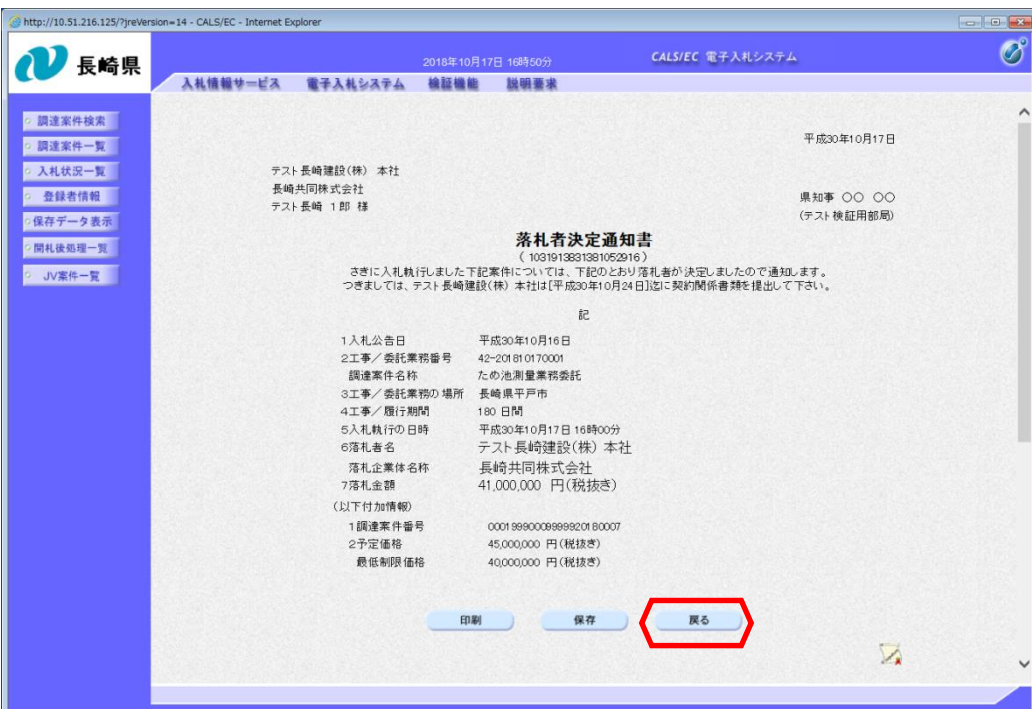 http://10.51.216.125/?jreVersion=14 - CALS/EC - Internet Explorer
長崎県
2018年10月17日 16時50分
CALS/EC 電子入札システム
入札情報サービス 電子入札システム 検証機能 説明要求
調達案件検索
調達案件一覧
入札状況一覧
登録者情報
保存データ表示
開札後処理一覧
JV案件一覧
平成30年10月17日
テスト長崎建設(株) 本社
長崎共同株式会社
テスト長崎 1郎 様
県知事 ○○ ○○
(テスト検証用部局)
落札者決定通知書
(1031913831381052916)
さきに入札執行しました下記案件については、下記のとおり落札者が決定しましたので通知します。
つきましては、テスト長崎建設(株) 本社は[平成30年10月24日]迄に契約関係書類を提出して下さい。
記
1入札公告日 平成30年10月16日
2工事/委託業務番号 42-201810170001
調達案件名称 ため池測量業務委託
3工事/委託業務の場所 長崎県平戸市
4工事/履行期間 180 日間
5入札執行の日時 平成30年10月17日 16時00分
6落札者名 テスト長崎建設(株) 本社
落札企業体名称 長崎共同株式会社
7落札金額 41,000,000 円(税抜き)
(以下付加情報)
1調達案件番号 0001999000999992018​0007
2予定価格 45,000,000 円(税抜き)
最低制限価格 40,000,000 円(税抜き)
印刷 保存 戻る